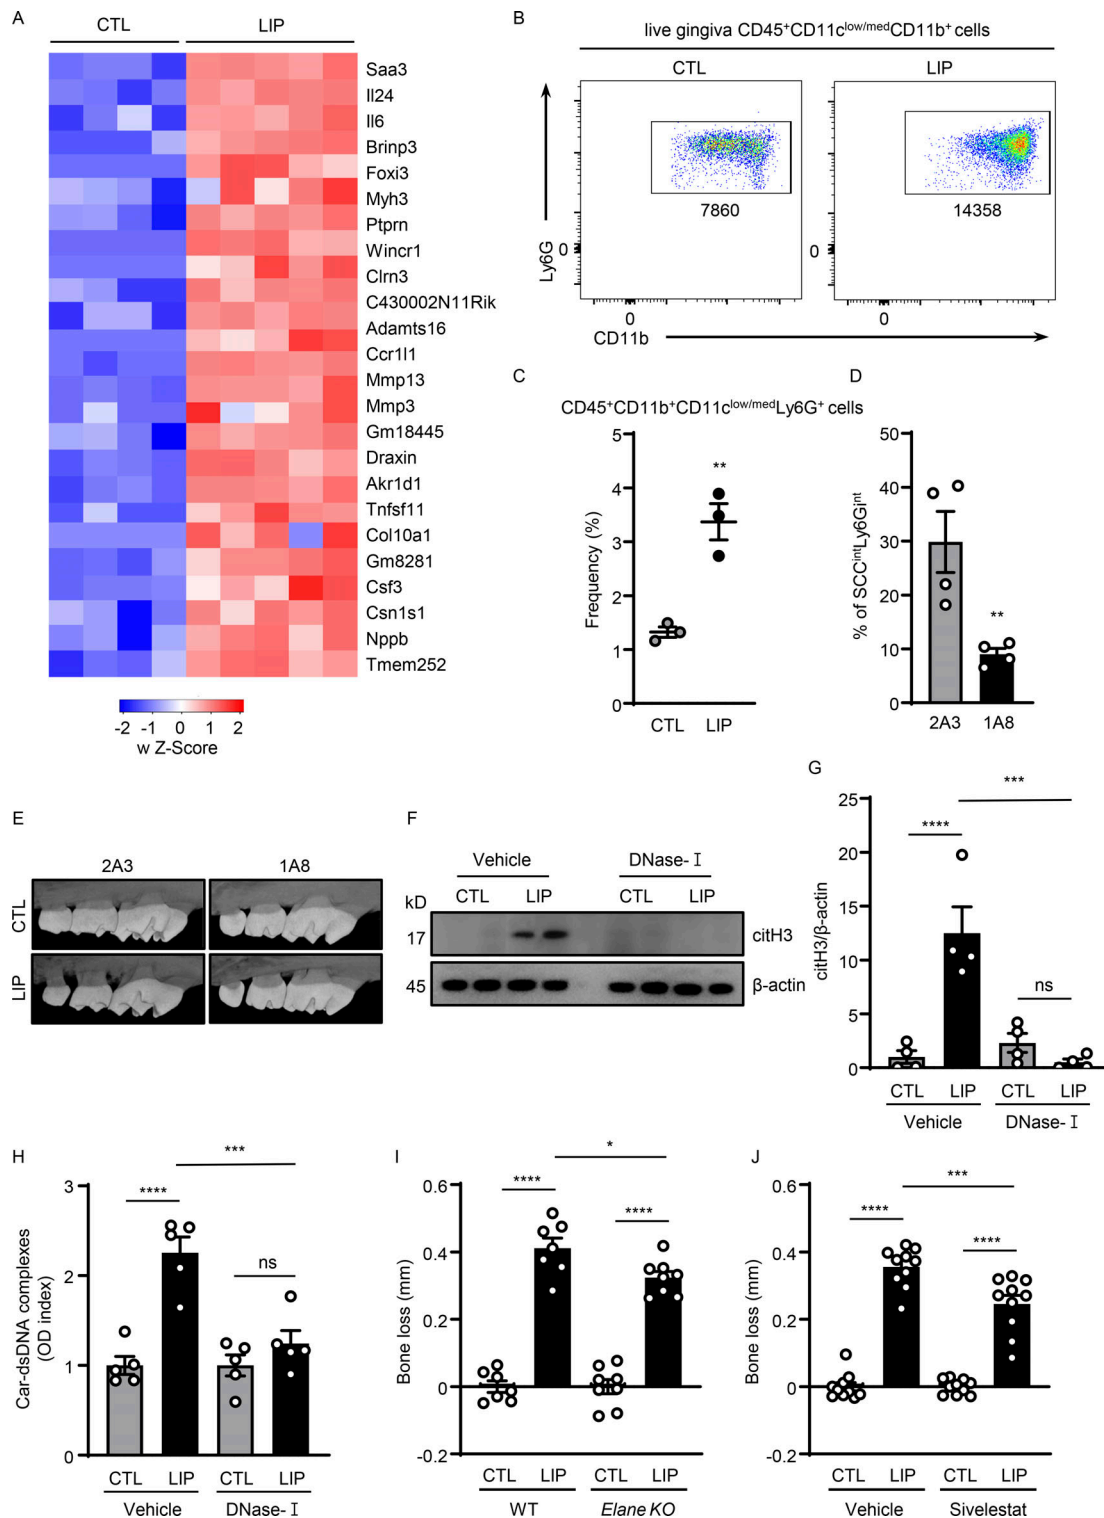 A
CTL LIP
Saa3
Il24
Il6
Brinp3
Foxi3
Myh3
Ptprn
Wincr1
Clrn3
C430002N11Rik
Adamts16
Ccr1l1
Mmp13
Mmp3
Gm18445
Draxin
Akr1d1
Tnfsf11
Col10a1
Gm8281
Csf3
Csn1s1
Nppb
Tmem252
-2 -1 0 1 2
w Z-Score
B
live gingiva CD45⁺CD11c^low/med CD11b⁺ cells
CTL LIP
7860 14358
0 0
Ly6G
0 0
CD11b
C D
CD45⁺CD11b⁺CD11c^low/med Ly6G⁺ cells
5
4
3
2
1
0
Frequency (%)
**
CTL LIP
50
40
30
20
10
0
% of SCC^int Ly6Gi^nt
**
2A3 1A8
E
2A3 1A8
CTL
LIP
F
Vehicle DNase-Ⅰ
kD CTL LIP CTL LIP
17 citH3
45 β-actin
G
25
20
15
10
5
0
citH3/β-actin
***
****
ns
CTL LIP CTL LIP
Vehicle DNase-Ⅰ
H
3
2
1
0
Car-dsDNA complexes
(OD index)
***
****
ns
CTL LIP CTL LIP
Vehicle DNase-Ⅰ
I
0.6
0.4
0.2
0
-0.2
Bone loss (mm)
*
****
****
CTL LIP CTL LIP
WT Elane KO
J
0.6
0.4
0.2
0
-0.2
Bone loss (mm)
***
****
****
CTL LIP CTL LIP
Vehicle Sivelestat